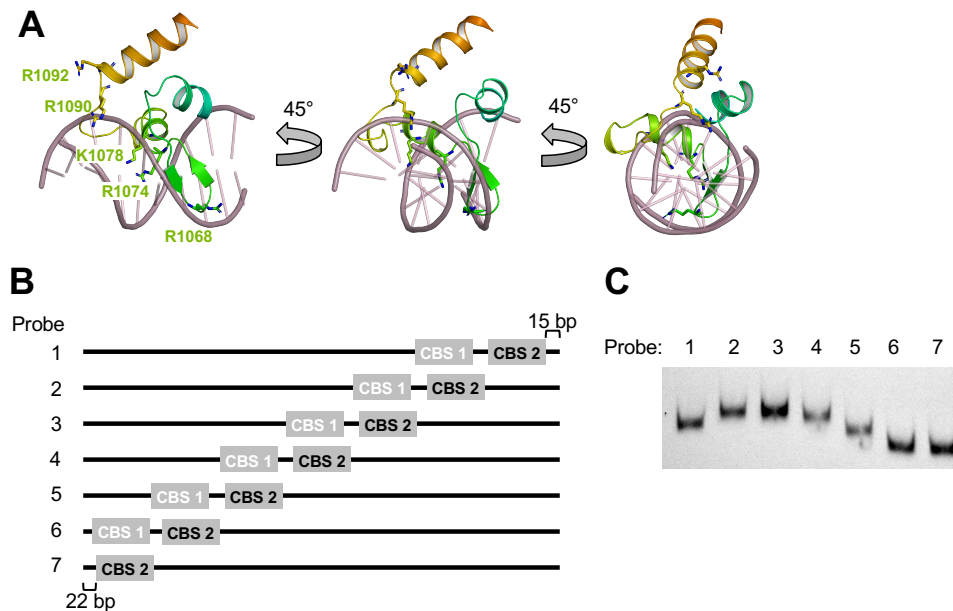 A
R1092
R1090
K1078
R1074
R1068
45°
45°
B
Probe
15 bp
1 CBS 1 CBS 2
2 CBS 1 CBS 2
3 CBS 1 CBS 2
4 CBS 1 CBS 2
5 CBS 1 CBS 2
6 CBS 1 CBS 2
7 CBS 2
22 bp
C
Probe: 1 2 3 4 5 6 7